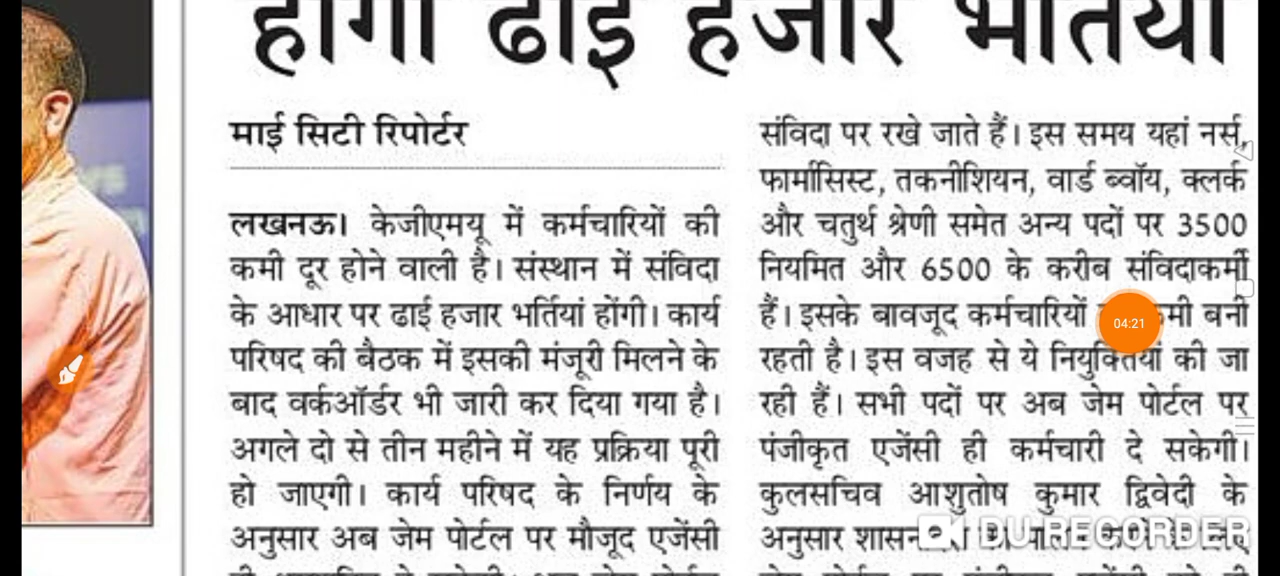 होंगी ढाई हजार भर्तियां
माई सिटी रिपोर्टर
लखनऊ। केजीएमयू में कर्मचारियों की
कमी दूर होने वाली है। संस्थान में संविदा
के आधार पर ढाई हजार भर्तियां होंगी। कार्य
परिषद की बैठक में इसकी मंजूरी मिलने के
बाद वर्कऑर्डर भी जारी कर दिया गया है।
अगले दो से तीन महीने में यह प्रक्रिया पूरी
हो जाएगी। कार्य परिषद के निर्णय के
अनुसार अब जेम पोर्टल पर मौजूद एजेंसी
संविदा पर रखे जाते हैं। इस समय यहां नर्स,
फार्मासिस्ट, तकनीशियन, वार्ड ब्वॉय, क्लर्क
और चतुर्थ श्रेणी समेत अन्य पदों पर 3500
नियमित और 6500 के करीब संविदाकर्मी
हैं। इसके बावजूद कर्मचारियों बनी
रहती है। इस वजह से ये नियुक्तियां की जा
रही हैं। सभी पदों पर अब जेम पोर्टल पर
पंजीकृत एजेंसी ही कर्मचारी दे सकेगी।
कुलसचिव आशुतोष कुमार द्विवेदी के
अनुसार
04:21
DU RECORDER